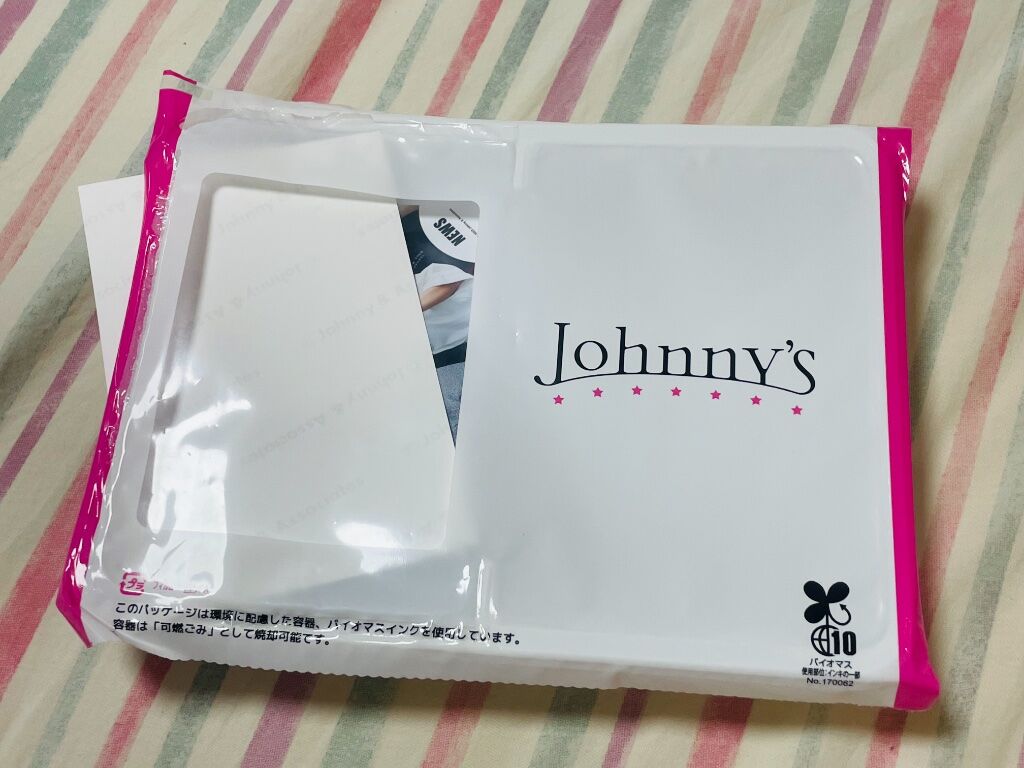 NEWS
Johnny's
プラ
このパッケージは環境に配慮した容器、バイオマスインクを使用しています。
容器は「可燃ごみ」として焼却可能です。
10
バイオマス
使用部位:インキの一部
No.170062